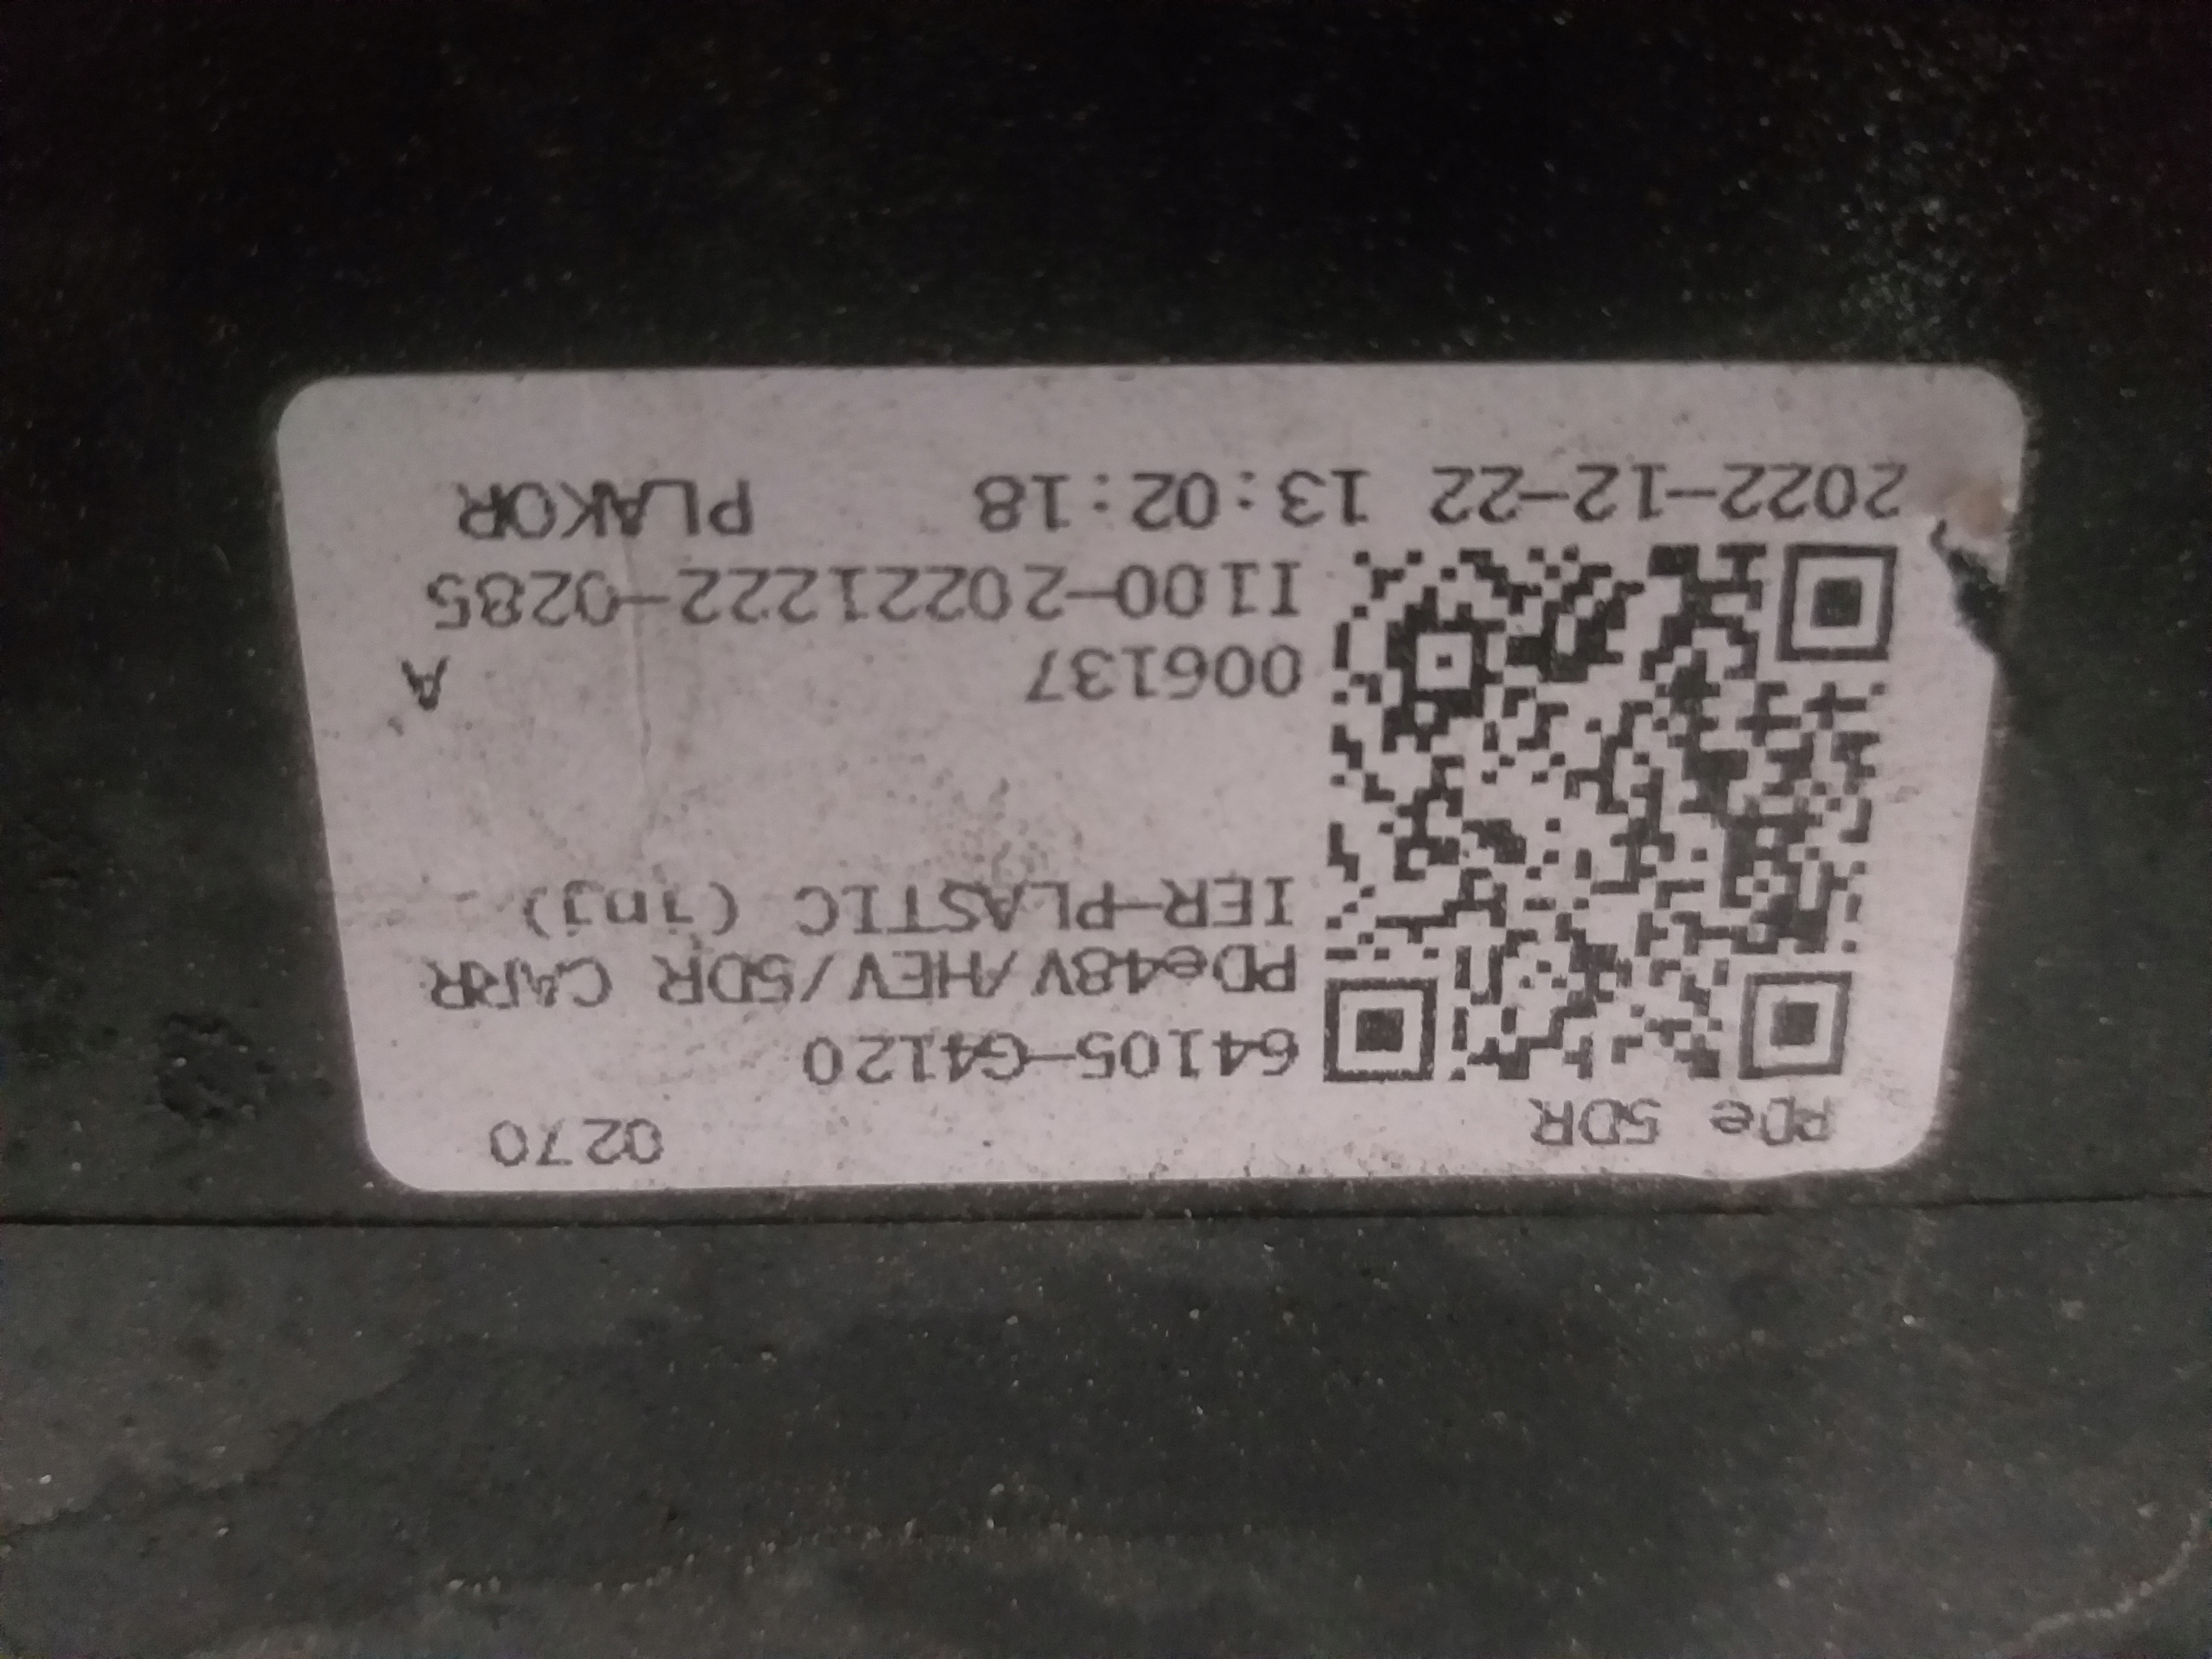 PDe 5DR 0270
64105-G4120
PDe48V/HEV/5DR CARR
IER-PLASTIC (inj)
006137 A
I100-20221222-0285
2022-12-22 13:02:18 PLAKOR